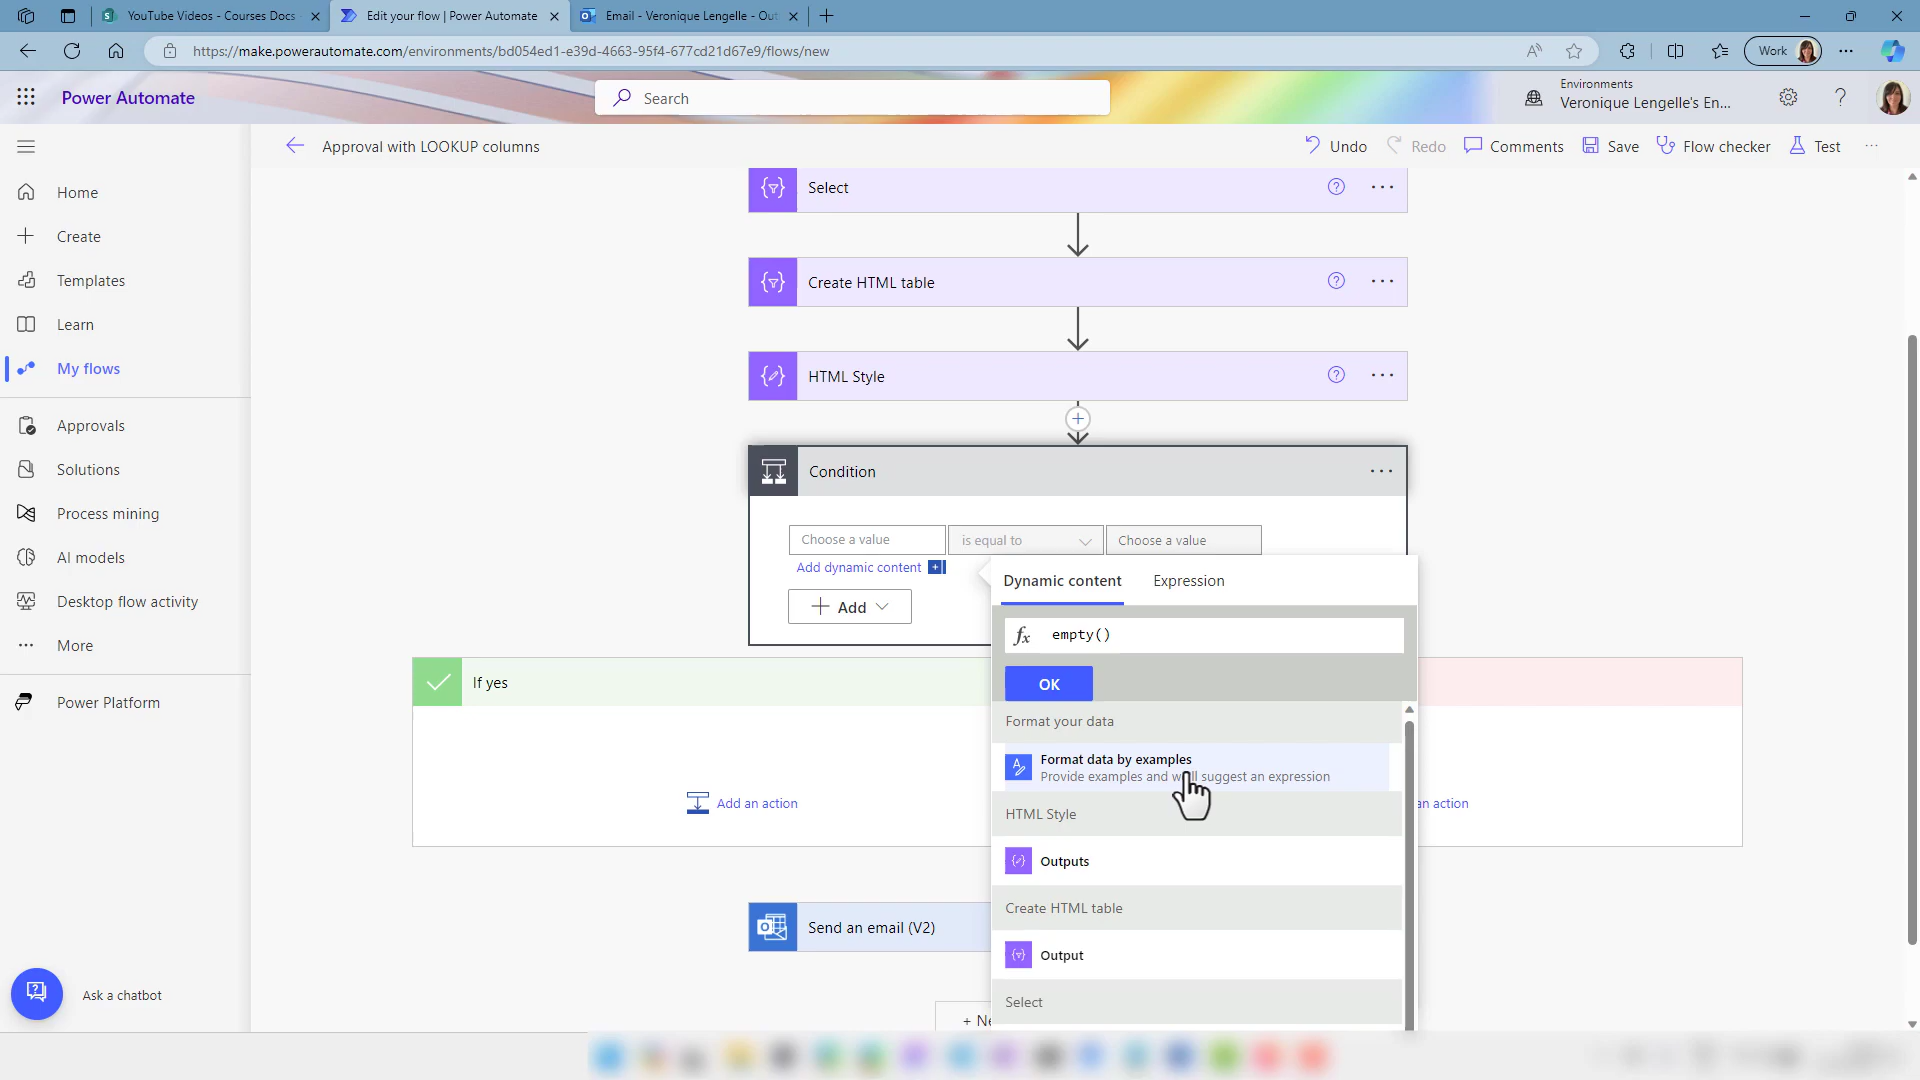 YouTube Videos - Courses Docs
Edit your flow | Power Automate
Email - Veronique Lengelle - Out
https://make.powerautomate.com/environments/bd054ed1-e39d-4663-95f4-677cd21d67e9/flows/new
Work
Power Automate
Search
Environments
Veronique Lengelle's En...
Approval with LOOKUP columns
Undo
Redo
Comments
Save
Flow checker
Test
Home
Create
Templates
Learn
My flows
Approvals
Solutions
Process mining
AI models
Desktop flow activity
More
Power Platform
Ask a chatbot
Select
Create HTML table
HTML Style
Condition
Choose a value
is equal to
Choose a value
Add dynamic content
Add
If yes
Add an action
an action
Send an email (V2)
+ Ne
Dynamic content
Expression
fx empty()
OK
Format your data
Format data by examples
Provide examples and we'll suggest an expression
HTML Style
Outputs
Create HTML table
Output
Select